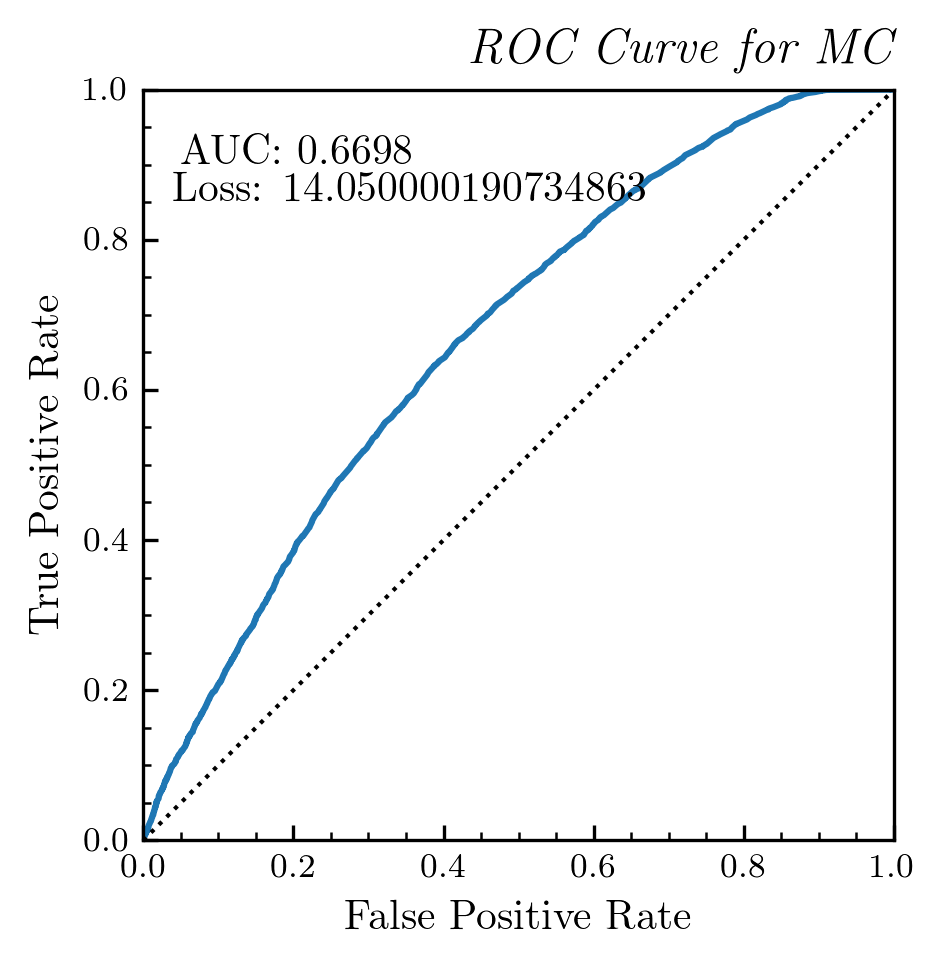 ROC Curve for MC
1.0
AUC: 0.6698
Loss: 14.050000190734863
0.8
0.6
0.4
0.2
0.0
True Positive Rate
0.0 0.2 0.4 0.6 0.8 1.0
False Positive Rate